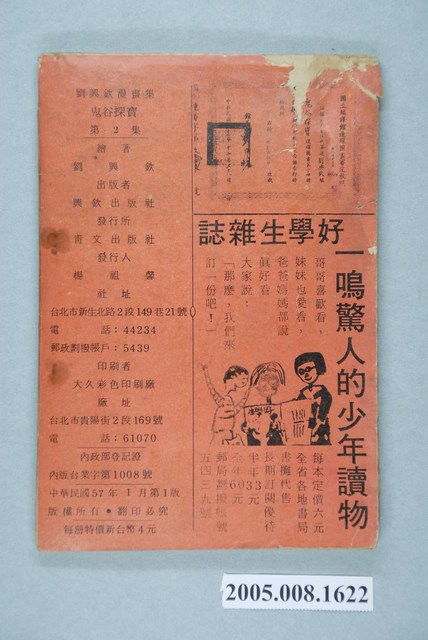 劉興欽漫畫集
鬼谷探寶
第2集
繪著
劉興欽
出版者
興欽出版社
發行所
青文出版社
發行人
楊祖馨
社址
台北市新生北路2段149巷21號
電話:44234
郵政劃撥帳戶:5439
印刷者
大久彩色印刷廠
廠址
台北市貴陽街2段169號
電話:61070
內政部登記證
內版台業字第1008號
中華民國57年1月第1版
版權所有•翻印必究
每冊特價新台幣4元
好學生雜誌
一鳴驚人的少年讀物
哥哥喜歡看,
妹妹也愛看,
爸爸媽媽都說
真好看。
大家說:
「那麼,我們來
訂一份吧!」
每本定價六元
全省各地書局
書攤代售
長期訂閱優待
半年33元
全年60元
郵局劃撥帳號
五四三九號
2005.008.1622